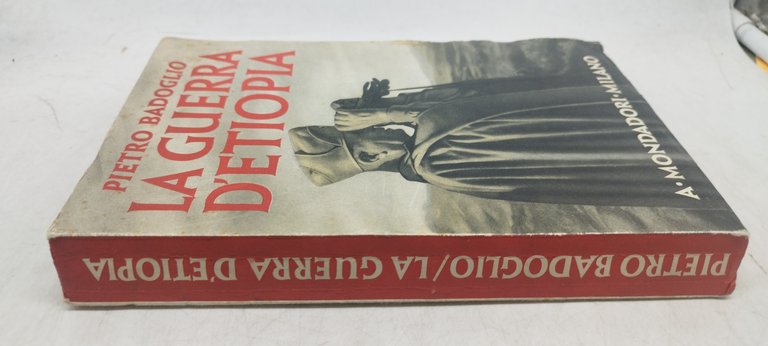 PIETRO BADOGLIO
LA GUERRA
D'ETIOPIA
A. MONDADORI · MILANO
PIETRO BADOGLIO / LA GUERRA D'ETIOPIA